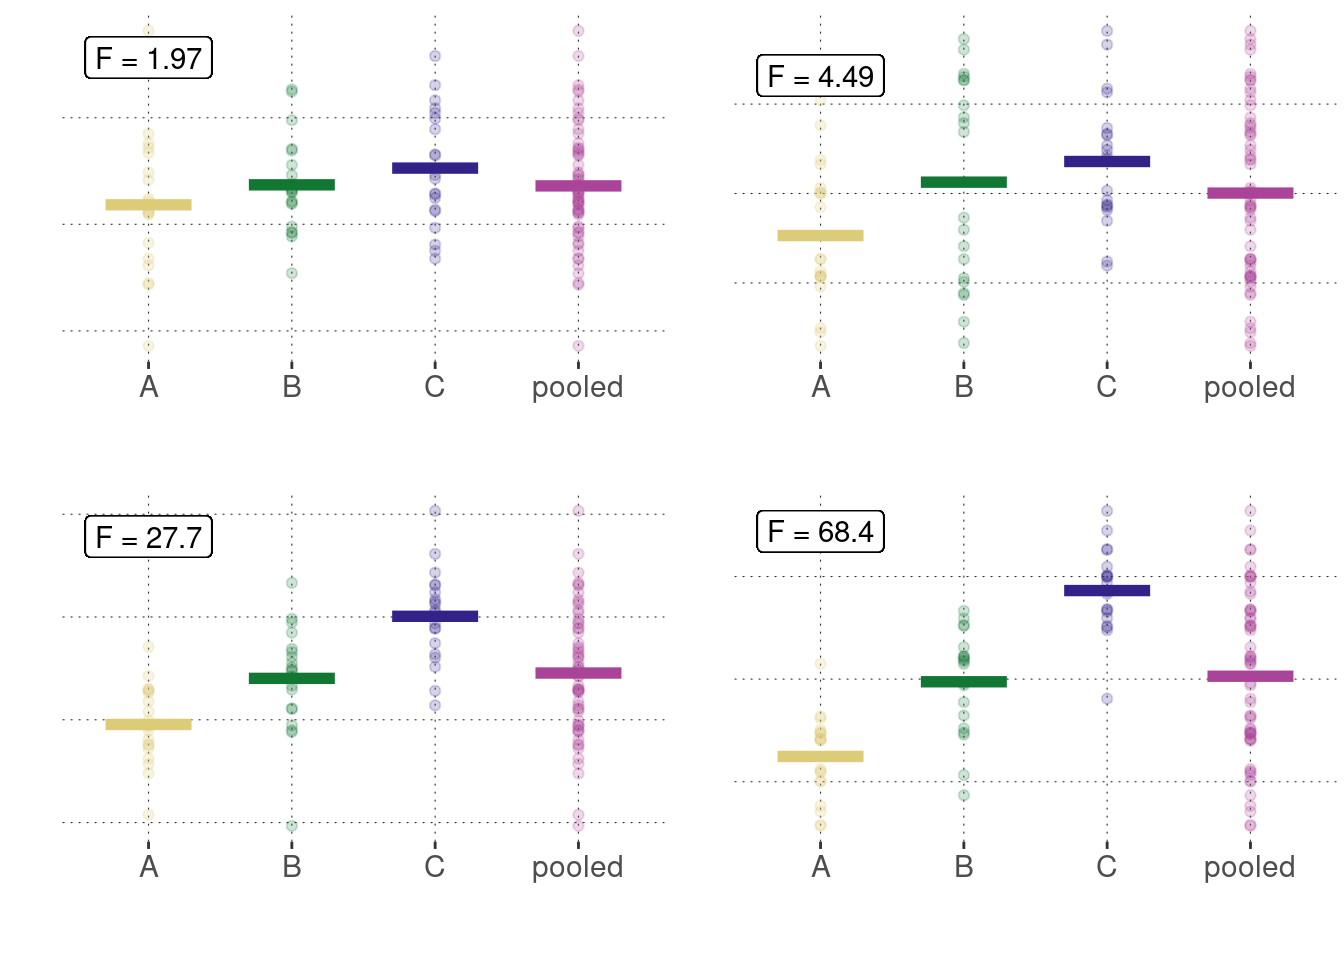 F = 1.97
A B C pooled
F = 4.49
A B C pooled
F = 27.7
A B C pooled
F = 68.4
A B C pooled